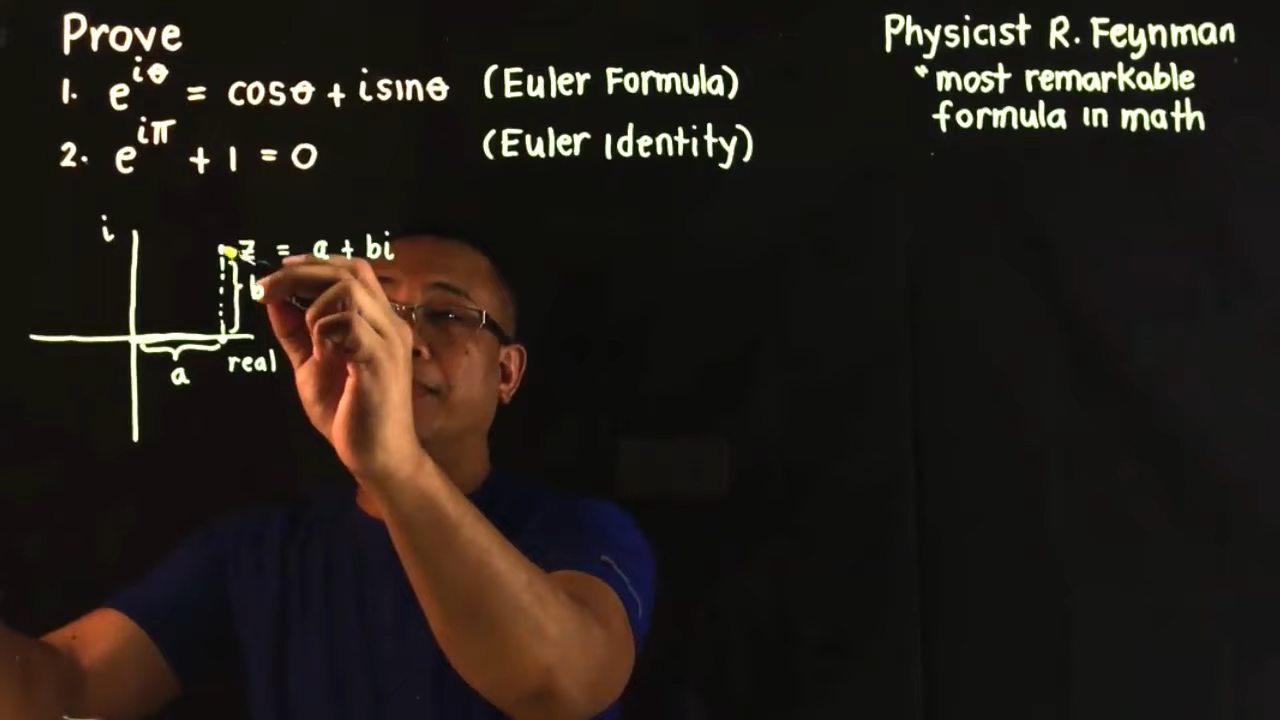 Prove
1. e^{iθ} = cosθ + i sinθ (Euler Formula)
2. e^{iπ} + 1 = 0 (Euler Identity)
Physicist R. Feynman
"most remarkable
formula in math
i
z = a + bi
b
a
real